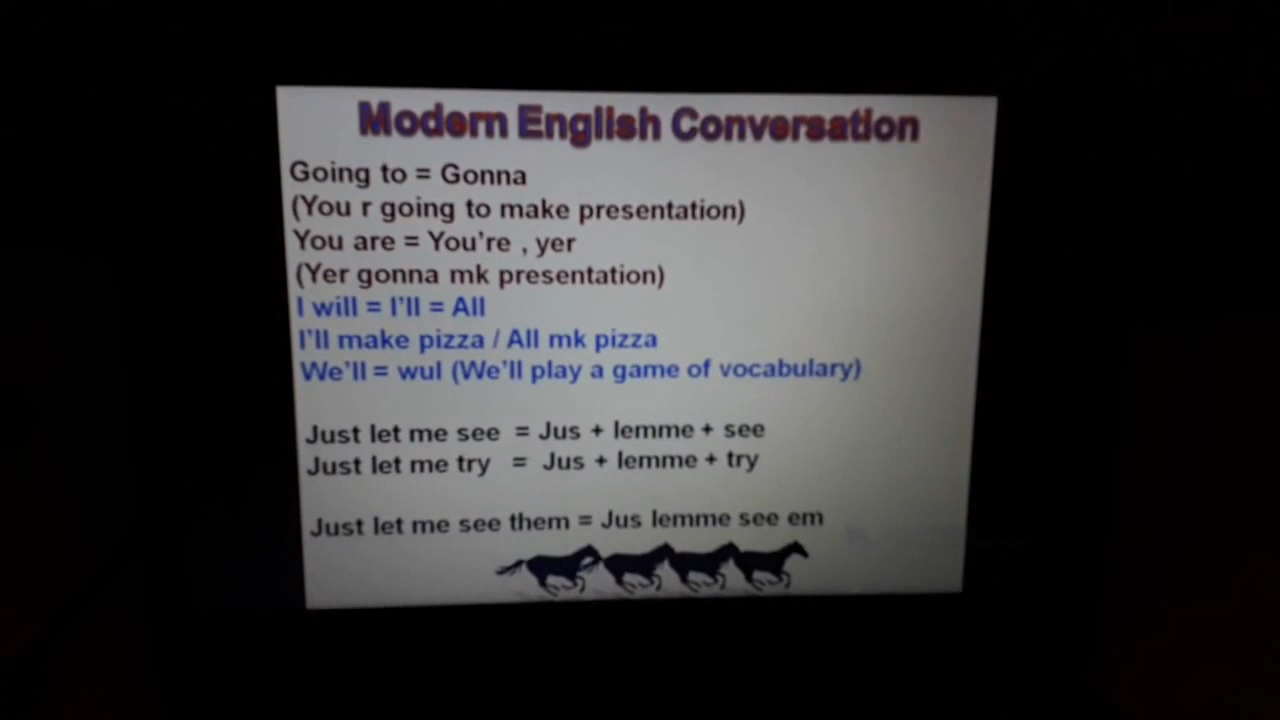 Modern English Conversation
Going to = Gonna
(You r going to make presentation)
You are = You're , yer
(Yer gonna mk presentation)
I will = I'll = All
I'll make pizza / All mk pizza
We'll = wul (We'll play a game of vocabulary)
Just let me see = Jus + lemme + see
Just let me try = Jus + lemme + try
Just let me see them = Jus lemme see em